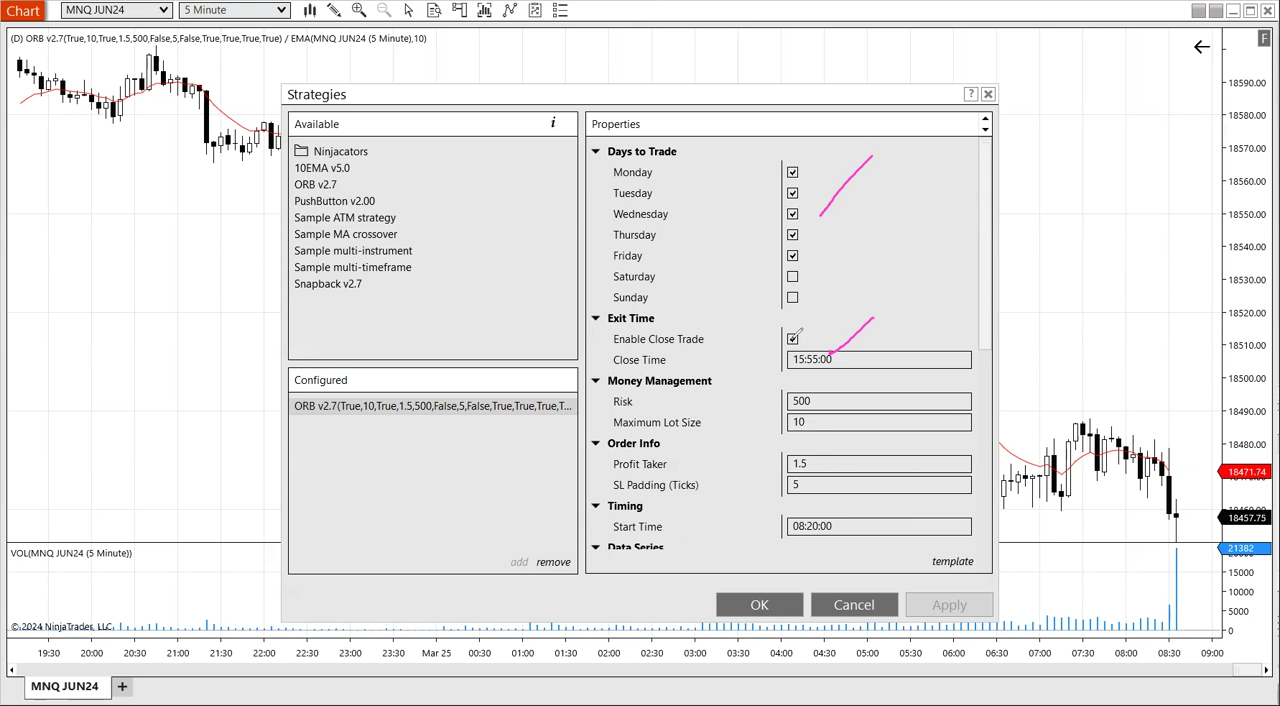 Chart
MNQ JUN24
5 Minute
(D) ORB v2.7(True,10,True,1.5,500,False,5,False,True,True,True,True) / EMA(MNQ JUN24 (5 Minute),10)
F
Strategies
?
Available
i
Ninjacators
10EMA v5.0
ORB v2.7
PushButton v2.00
Sample ATM strategy
Sample MA crossover
Sample multi-instrument
Sample multi-timeframe
Snapback v2.7
Configured
ORB v2.7(True,10,True,1.5,500,False,5,False,True,True,True,T...
add remove
Properties
Days to Trade
Monday
Tuesday
Wednesday
Thursday
Friday
Saturday
Sunday
Exit Time
Enable Close Trade
Close Time 15:55:00
Money Management
Risk 500
Maximum Lot Size 10
Order Info
Profit Taker 1.5
SL Padding (Ticks) 5
Timing
Start Time 08:20:00
Data Series
template
OK Cancel Apply
18590.00
18580.00
18570.00
18560.00
18550.00
18540.00
18530.00
18520.00
18510.00
18500.00
18490.00
18480.00
18471.74
18457.75
21382
15000
10000
5000
0
VOL(MNQ JUN24 (5 Minute))
© 2024 NinjaTrader, LLC
19:30 20:00 20:30 21:00 21:30 22:00 22:30 23:00 23:30 Mar 25 00:30 01:00 01:30 02:00 02:30 03:00 03:30 04:00 04:30 05:00 05:30 06:00 06:30 07:00 07:30 08:00 08:30 09:00
MNQ JUN24 +